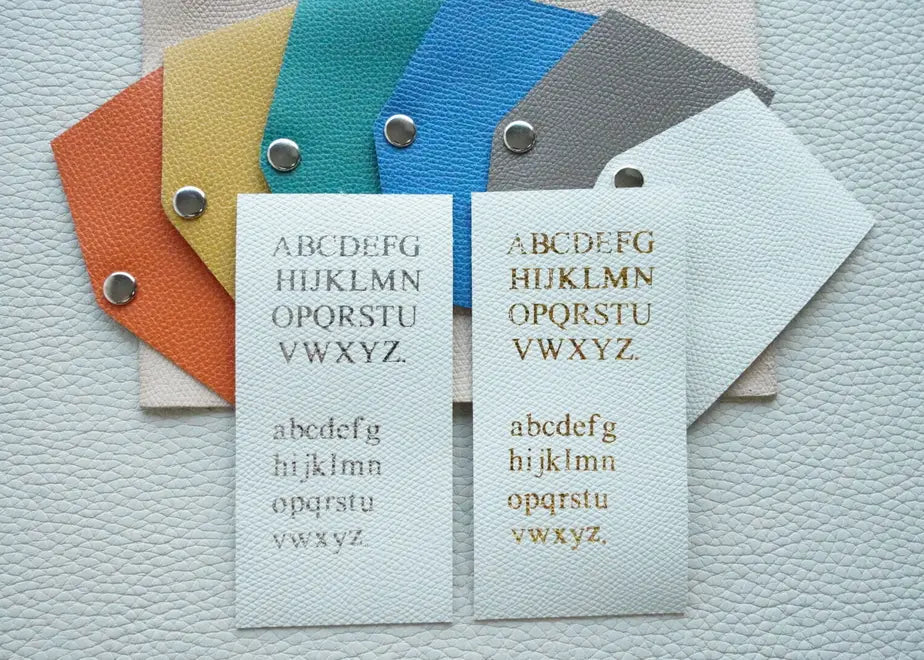 ABCDEFG
HIJKLMN
OPQRSTU
VWXYZ.
abcdefg
hijklmn
opqrstu
vwxyz.
ABCDEFG
HIJKLMN
OPQRSTU
VWXYZ.
abcdefg
hijklmn
opqrstu
vwxyz.